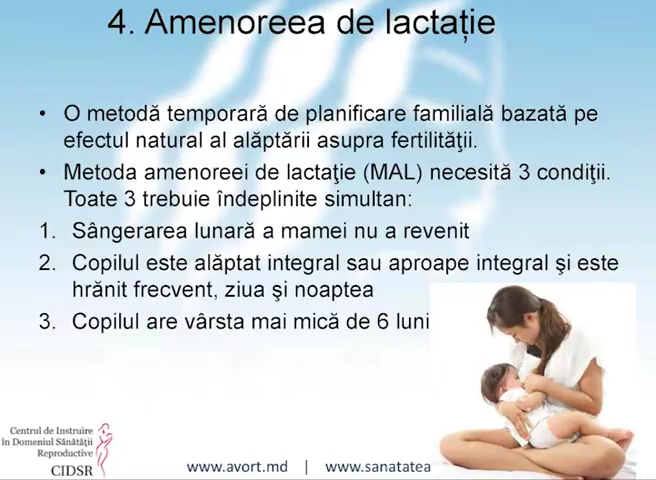 4. Amenoreea de lactație
• O metodă temporară de planificare familială bazată pe
efectul natural al alăptării asupra fertilităţii.
• Metoda amenoreei de lactaţie (MAL) necesită 3 condiţii.
Toate 3 trebuie îndeplinite simultan:
1. Sângerarea lunară a mamei nu a revenit
2. Copilul este alăptat integral sau aproape integral şi este
hrănit frecvent, ziua şi noaptea
3. Copilul are vârsta mai mică de 6 luni
Centrul de Instruire
în Domeniul Sănătăţii
Reproductive
CIDSR
www.avort.md | www.sanatatea